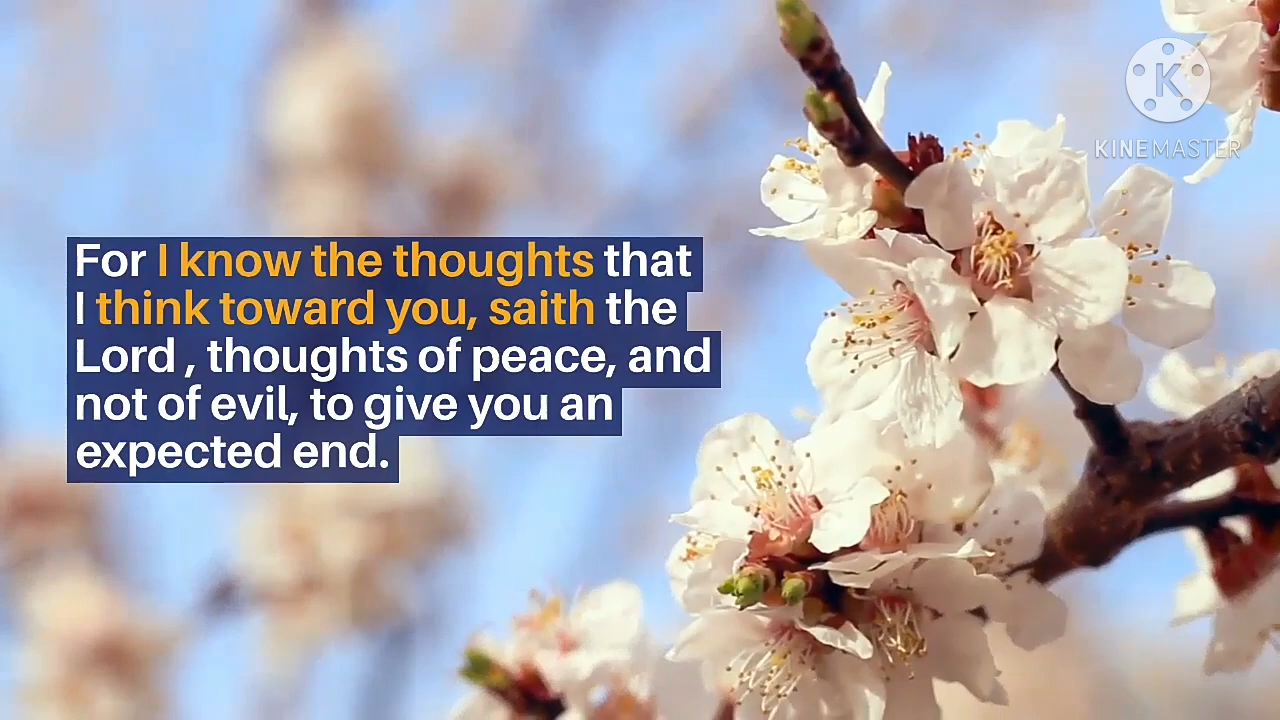 For I know the thoughts that
I think toward you, saith the
Lord , thoughts of peace, and
not of evil, to give you an
expected end.
K
KINEMASTER